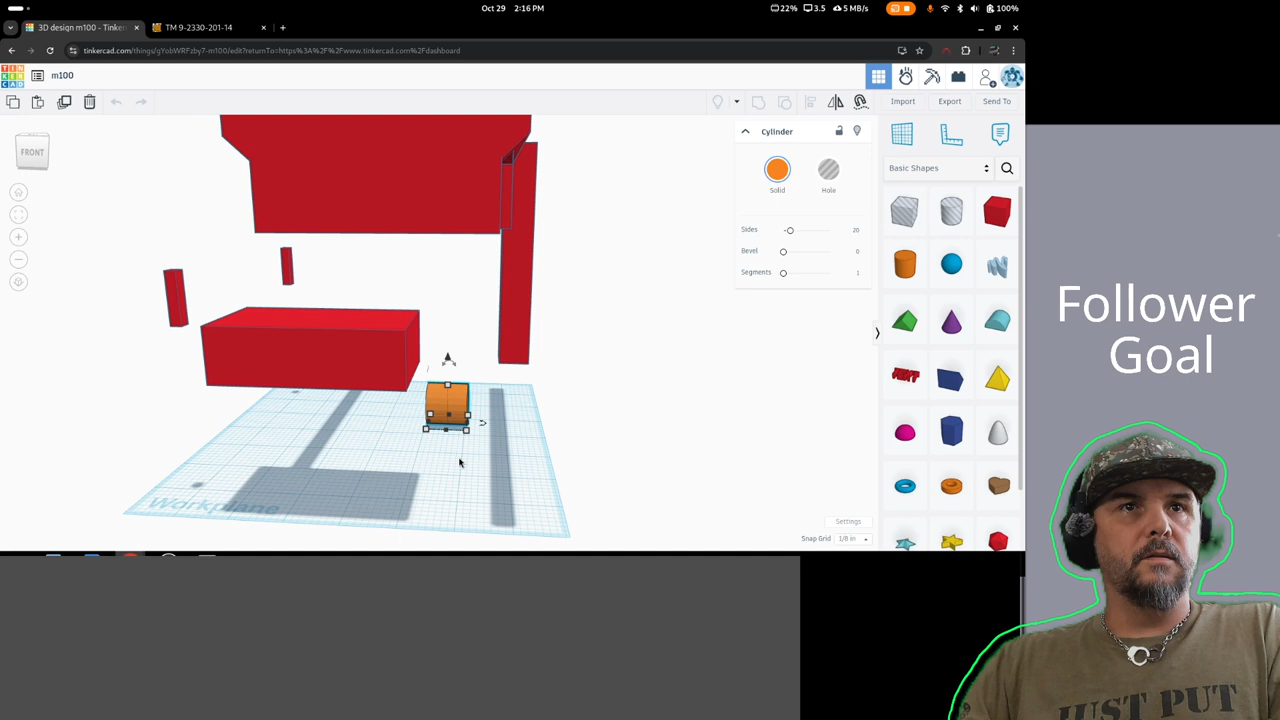 Oct 29 2:16 PM
22% 3.5 5 MB/s 100%
3D design m100 - Tinker
TM 9-2330-201-14
tinkercad.com/things/gYobWRFzby7-m100/edit?returnTo=https%3A%2F%2Fwww.tinkercad.com%2Fdashboard
TIN
KER
CAD
m100
Import
Export
Send To
FRONT
Cylinder
Solid
Hole
Sides 20
Bevel 0
Segments 1
Basic Shapes
Workplane
Settings
Snap Grid 1/8 in
Follower
Goal
JUST PUT